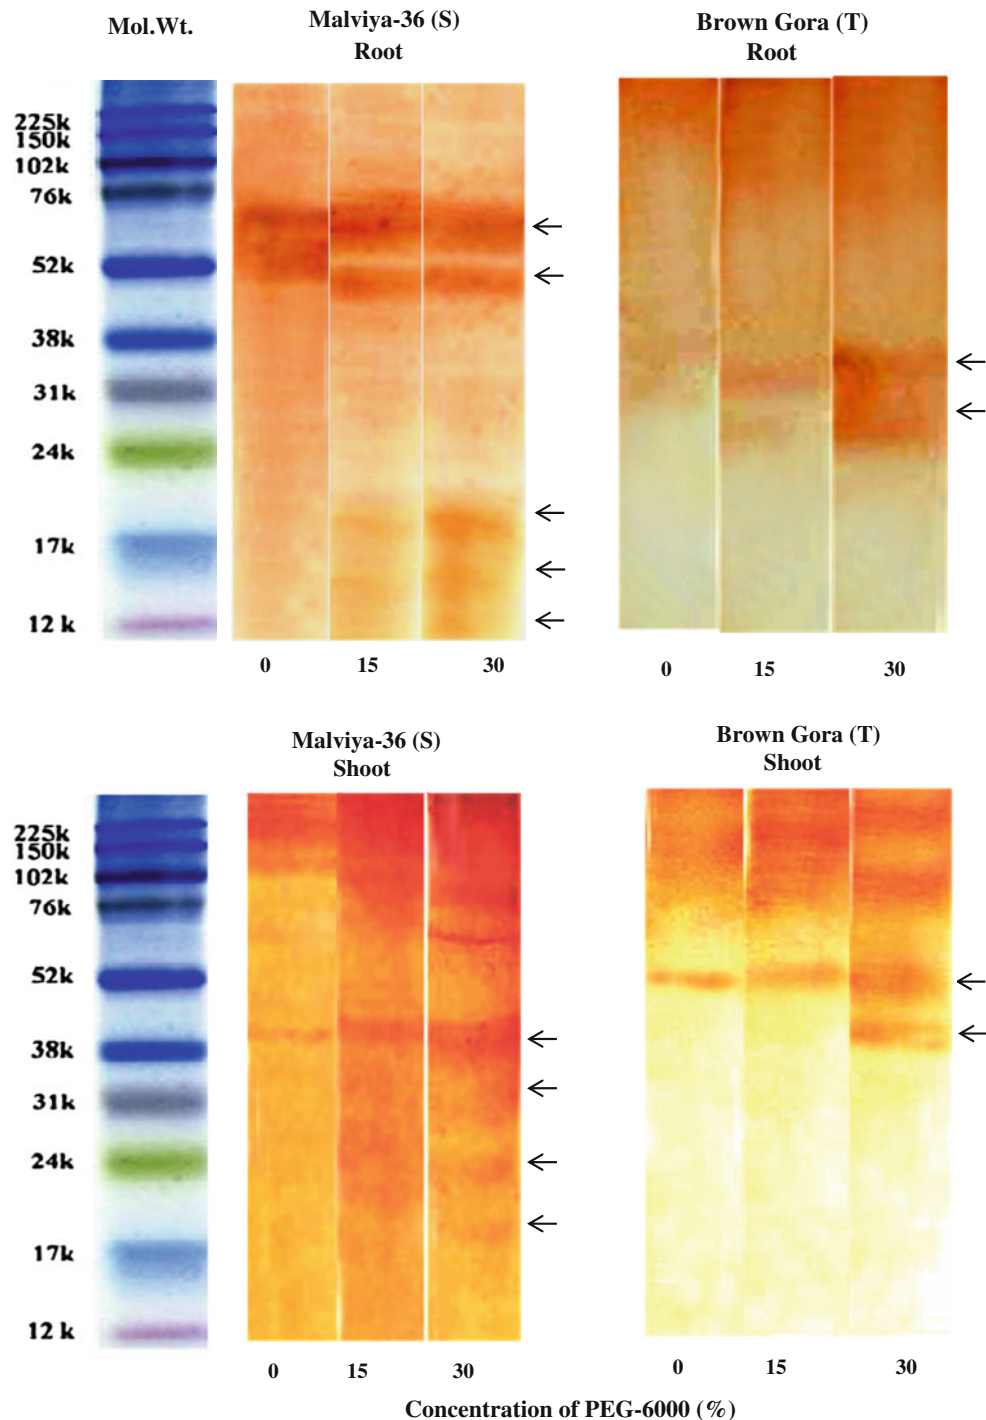 Mol.Wt.
Malviya-36 (S)
Root
Brown Gora (T)
Root
225k
150k
102k
76k
52k
38k
31k
24k
17k
12 k
0 15 30
0 15 30
Malviya-36 (S)
Shoot
Brown Gora (T)
Shoot
225k
150k
102k
76k
52k
38k
31k
24k
17k
12 k
0 15 30
0 15 30
Concentration of PEG-6000 (%)